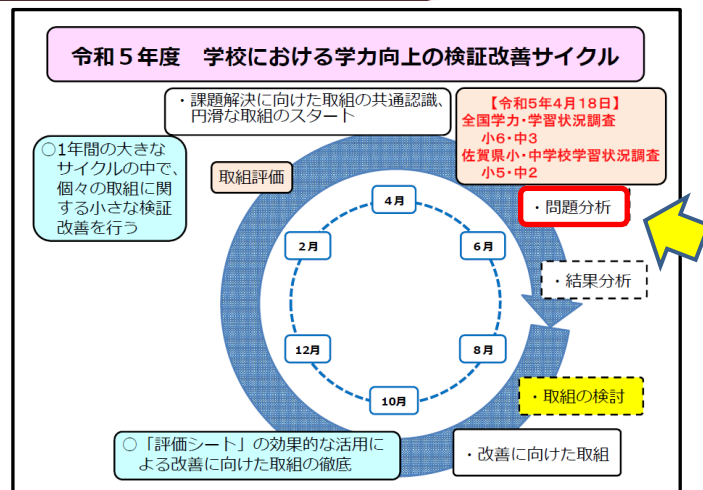 令和５年度　学校における学力向上の検証改善サイクル
・課題解決に向けた取組の共通認識、
円滑な取組のスタート
【令和5年4月18日】
全国学力・学習状況調査
小6・中3
佐賀県小・中学校学習状況調査
小5・中2
○1年間の大きな
サイクルの中で、
個々の取組に関
する小さな検証
改善を行う
取組評価
・問題分析
4月
2月
6月
・結果分析
12月
8月
・取組の検討
10月
○「評価シート」の効果的な活用に
よる改善に向けた取組の徹底
・改善に向けた取組